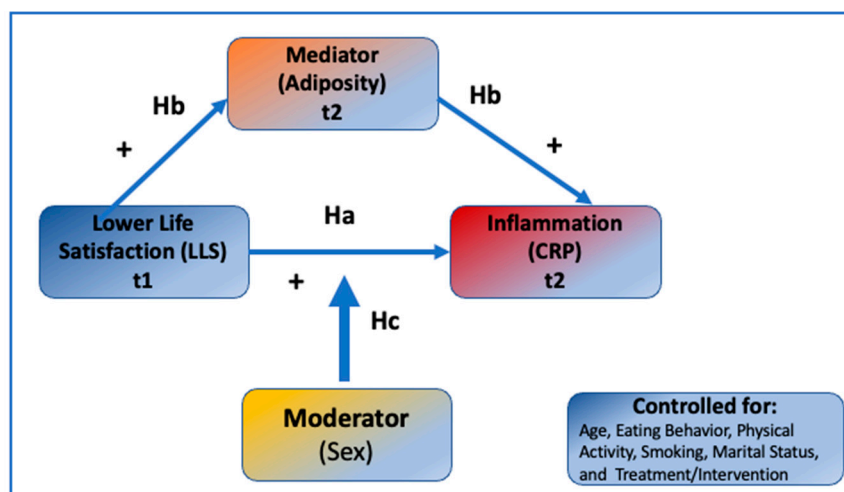 Mediator
(Adiposity)
t2
Hb
Hb
+
+
Lower Life
Satisfaction (LLS)
t1
Ha
+
Inflammation
(CRP)
t2
Hc
Moderator
(Sex)
Controlled for:
Age, Eating Behavior, Physical
Activity, Smoking, Marital Status,
and Treatment/Intervention